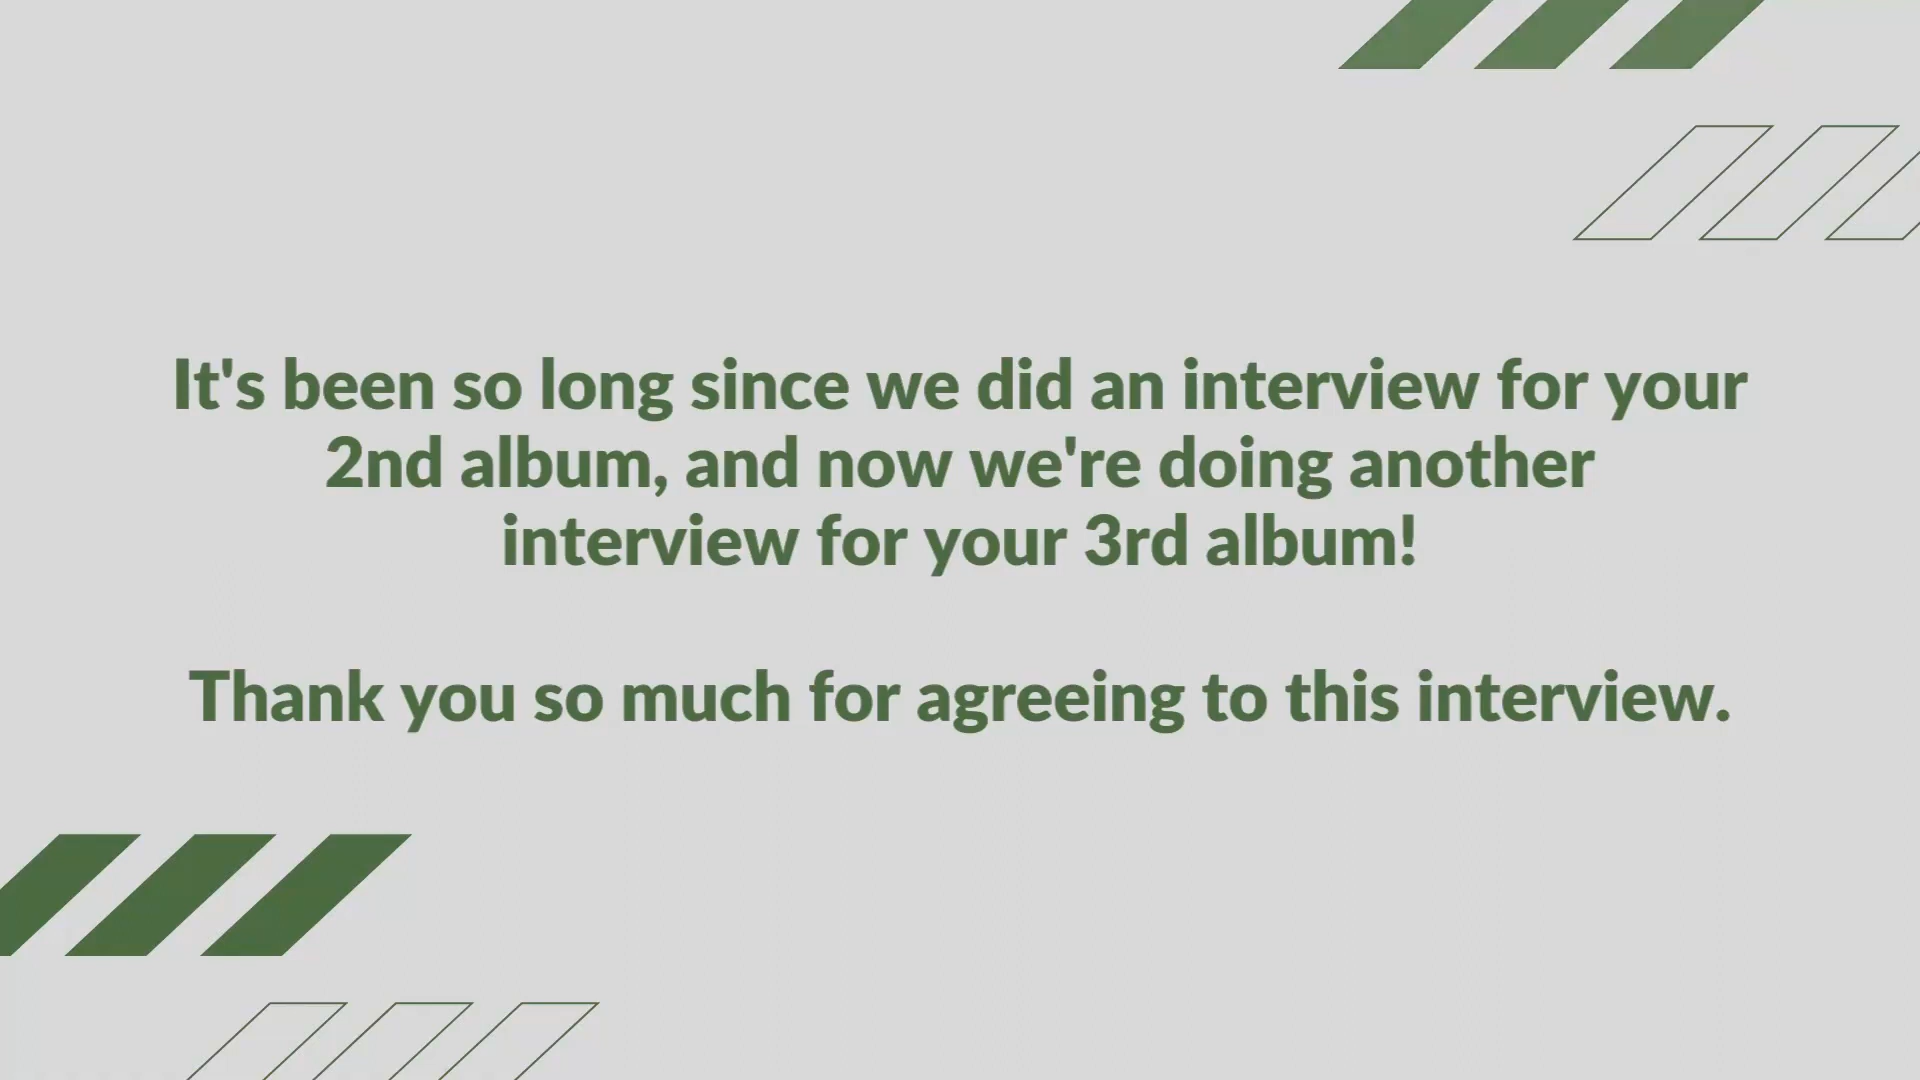 It's been so long since we did an interview for your
2nd album, and now we're doing another
interview for your 3rd album!
Thank you so much for agreeing to this interview.